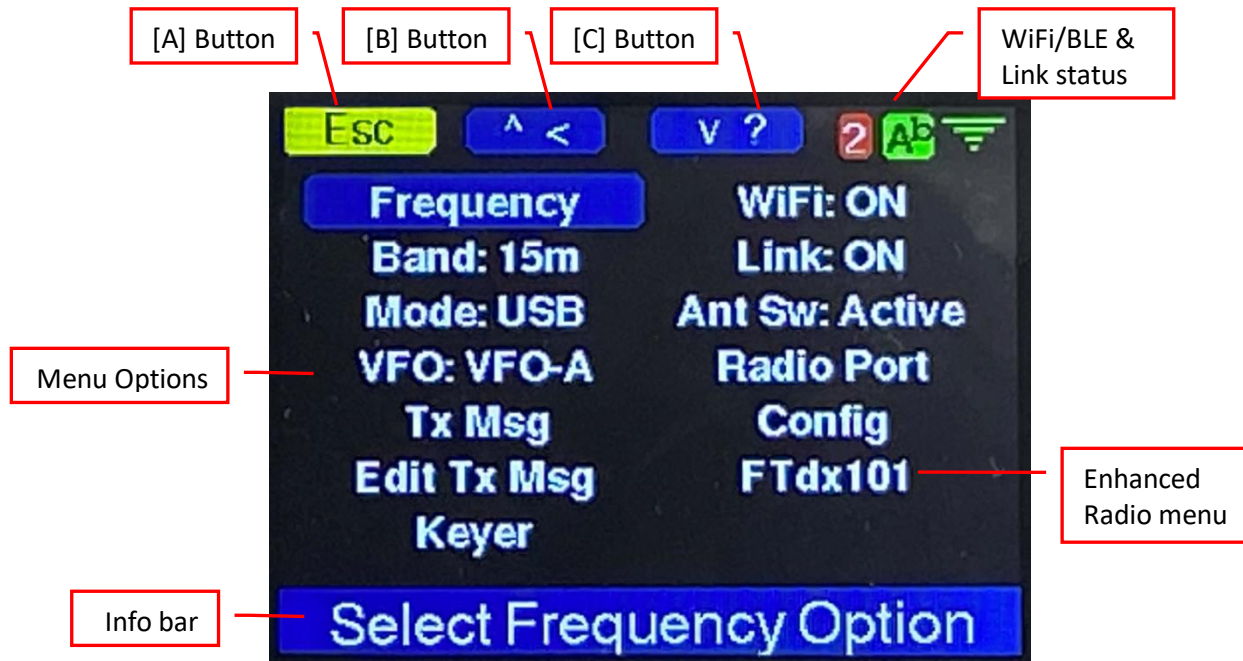 [A] Button
[B] Button
[C] Button
WiFi/BLE &
Link status
Esc
^ <
v ?
2
Ab
Frequency
WiFi: ON
Band: 15m
Link: ON
Mode: USB
Ant Sw: Active
Menu Options
VFO: VFO-A
Radio Port
Tx Msg
Config
Edit Tx Msg
FTdx101
Enhanced
Radio menu
Keyer
Info bar
Select Frequency Option